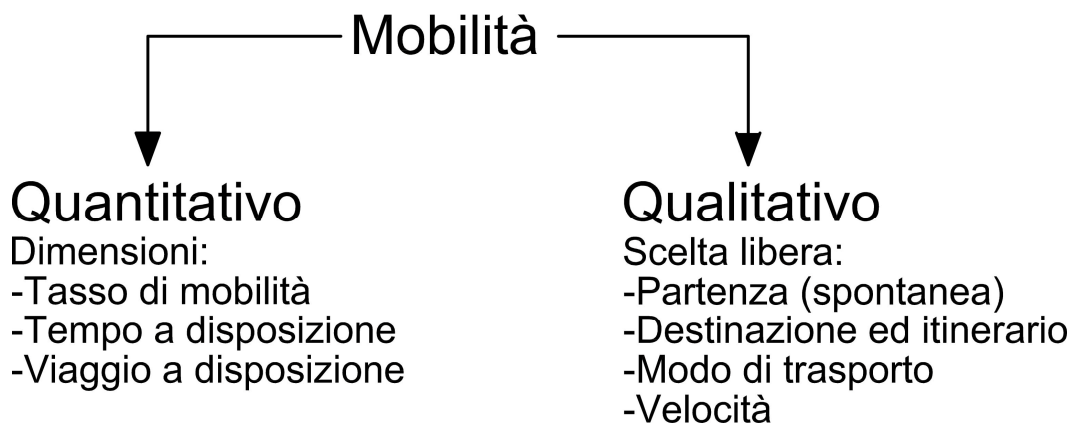 Mobilità
Quantitativo
Dimensioni:
-Tasso di mobilità
-Tempo a disposizione
-Viaggio a disposizione
Qualitativo
Scelta libera:
-Partenza (spontanea)
-Destinazione ed itinerario
-Modo di trasporto
-Velocità